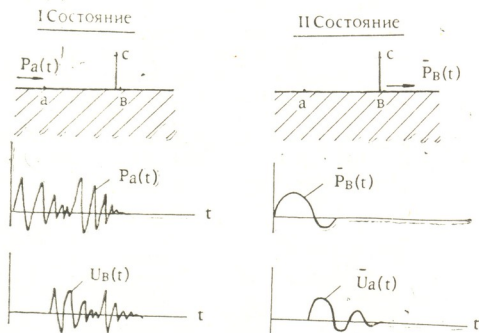 I Состояние
II Состояние
Pa(t)
c
a
в
c
P̄в(t)
a
в
Pa(t)
t
P̄в(t)
t
Uв(t)
t
Ūa(t)
t